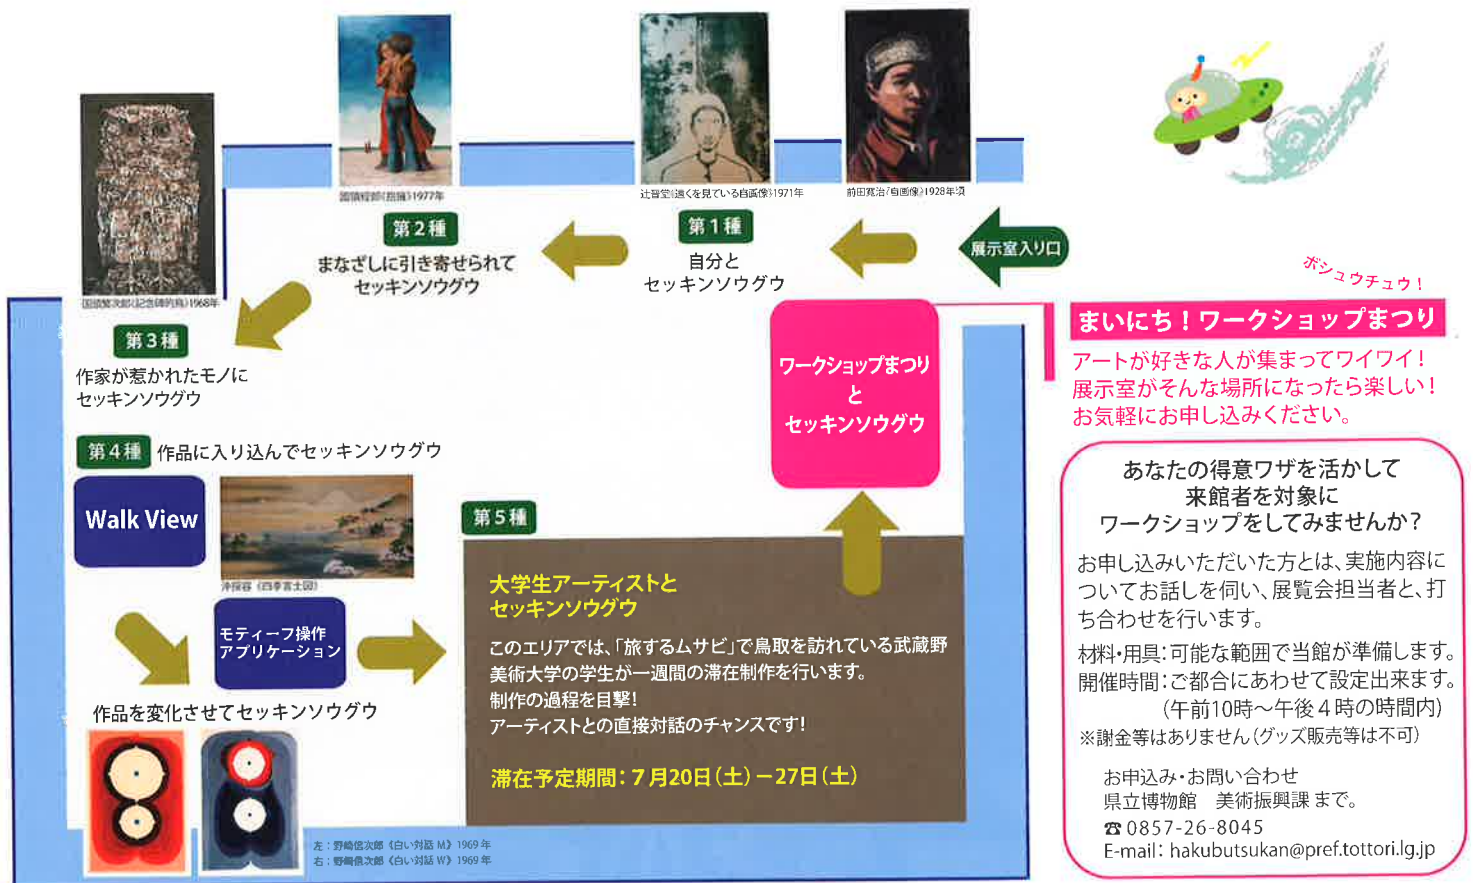 前田寛治《自画像》1928年頃
辻晉堂《遠くを見ている自画像》1971年
國頭繁次郎《記念碑的鳥》1968年
1977年
展示室入り口
第1種
自分と
セッキンソウグウ
第2種
まなざしに引き寄せられて
セッキンソウグウ
第3種
作家が惹かれたモノに
セッキンソウグウ
第4種 作品に入り込んでセッキンソウグウ
Walk View
沖探容《四季富士図》
モティーフ操作
アプリケーション
作品を変化させてセッキンソウグウ
左：野崎信次郎《白い対話 M》1969年
右：野崎信次郎《白い対話 W》1969年
第5種
大学生アーティストと
セッキンソウグウ
このエリアでは、「旅するムサビ」で鳥取を訪れている武蔵野
美術大学の学生が一週間の滞在制作を行います。
制作の過程を目撃!
アーティストとの直接対話のチャンスです!
滞在予定期間：7月20日（土）－27日（土）
ワークショップまつり
と
セッキンソウグウ
ボシュウチュウ！
まいにち！ワークショップまつり
アートが好きな人が集まってワイワイ！
展示室がそんな場所になったら楽しい！
お気軽にお申し込みください。
あなたの得意ワザを活かして
来館者を対象に
ワークショップをしてみませんか？
お申し込みいただいた方とは、実施内容に
ついてお話しを伺い、展覧会担当者と、打
ち合わせを行います。
材料・用具：可能な範囲で当館が準備します。
開催時間：ご都合にあわせて設定出来ます。
（午前10時〜午後４時の時間内）
※謝金等はありません（グッズ販売等は不可）
お申込み・お問い合わせ
県立博物館　美術振興課 まで。
☎ 0857-26-8045
E-mail：hakubutsukan@pref.tottori.lg.jp